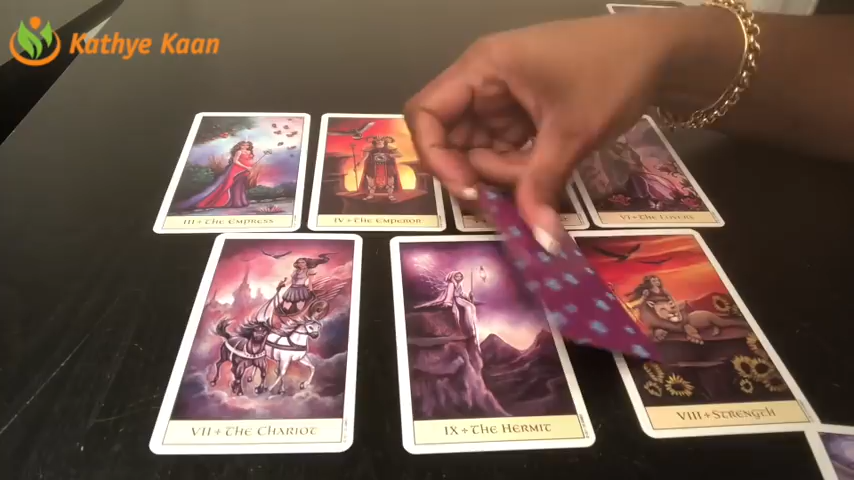 Kathye Kaan
III ✦ The Empress
IV ✦ The Emperor
VI ✦ The Lovers
VII ✦ The Chariot
IX ✦ The Hermit
VIII ✦ Strength